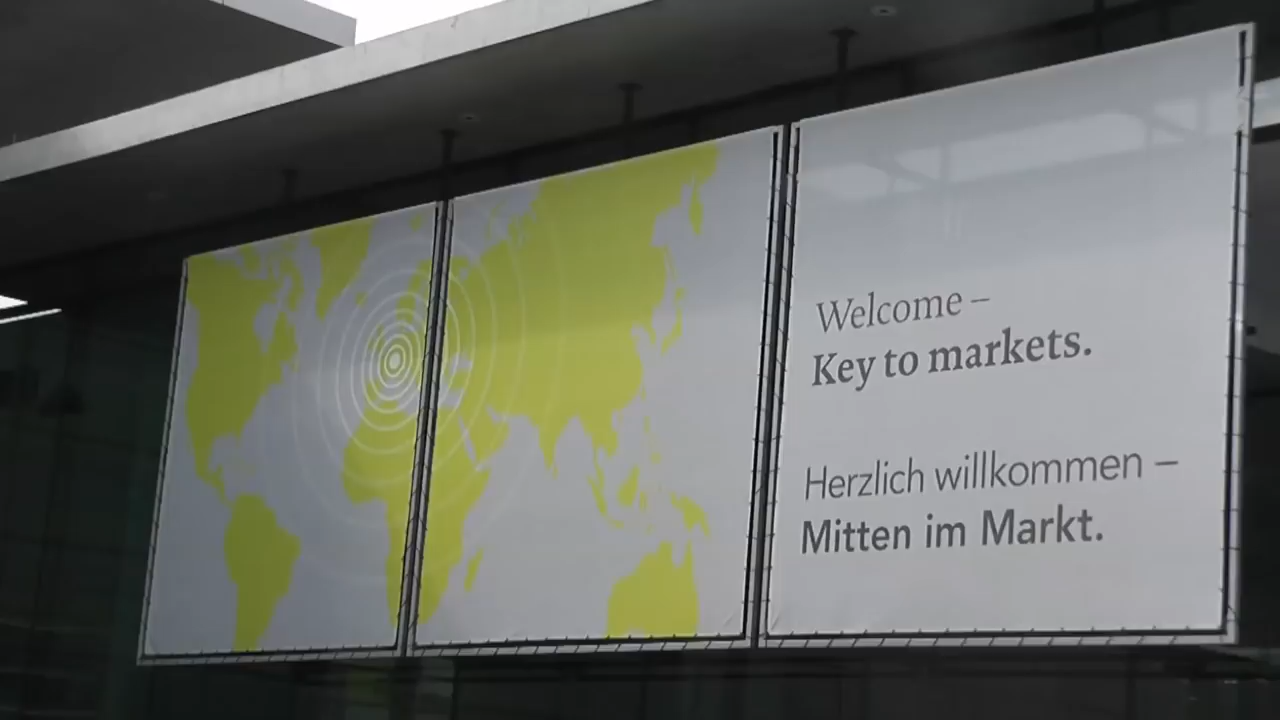 Welcome –
Key to markets.
Herzlich willkommen –
Mitten im Markt.